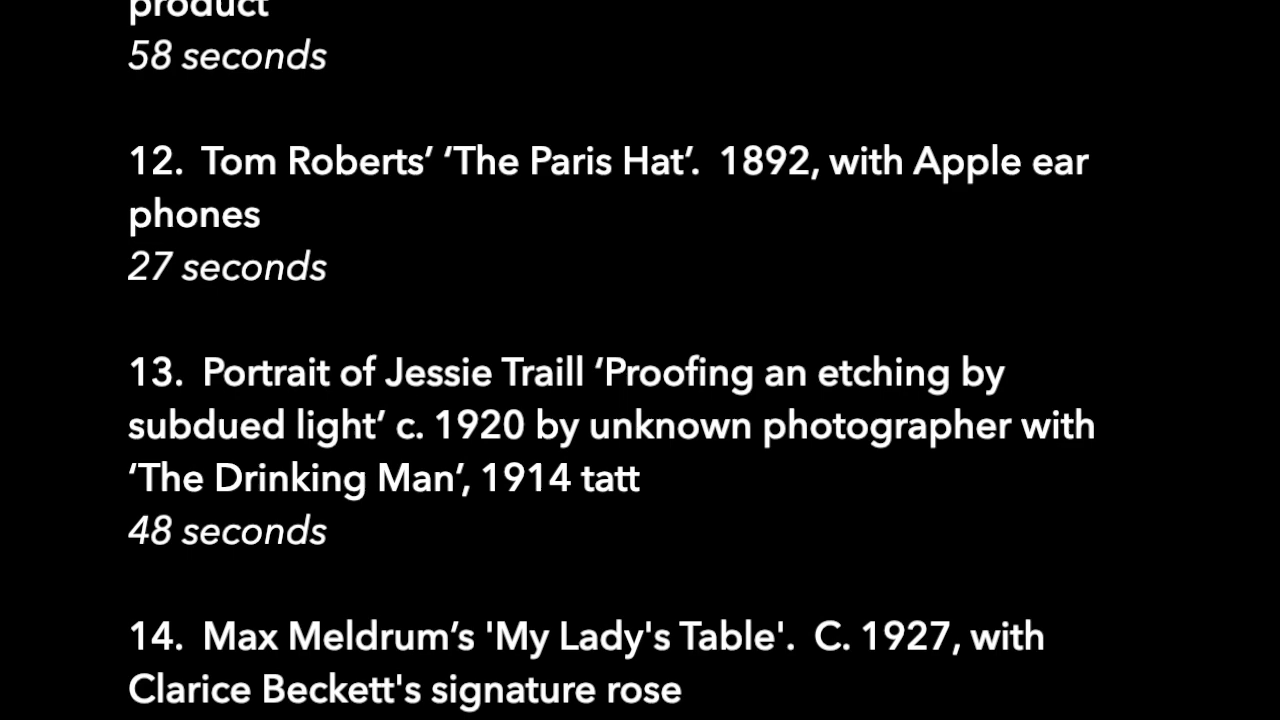 product
58 seconds
12.  Tom Roberts’ ‘The Paris Hat’.  1892, with Apple ear
phones
27 seconds
13.  Portrait of Jessie Traill ‘Proofing an etching by
subdued light’ c. 1920 by unknown photographer with
‘The Drinking Man’, 1914 tatt
48 seconds
14.  Max Meldrum’s 'My Lady's Table'.  C. 1927, with
Clarice Beckett's signature rose